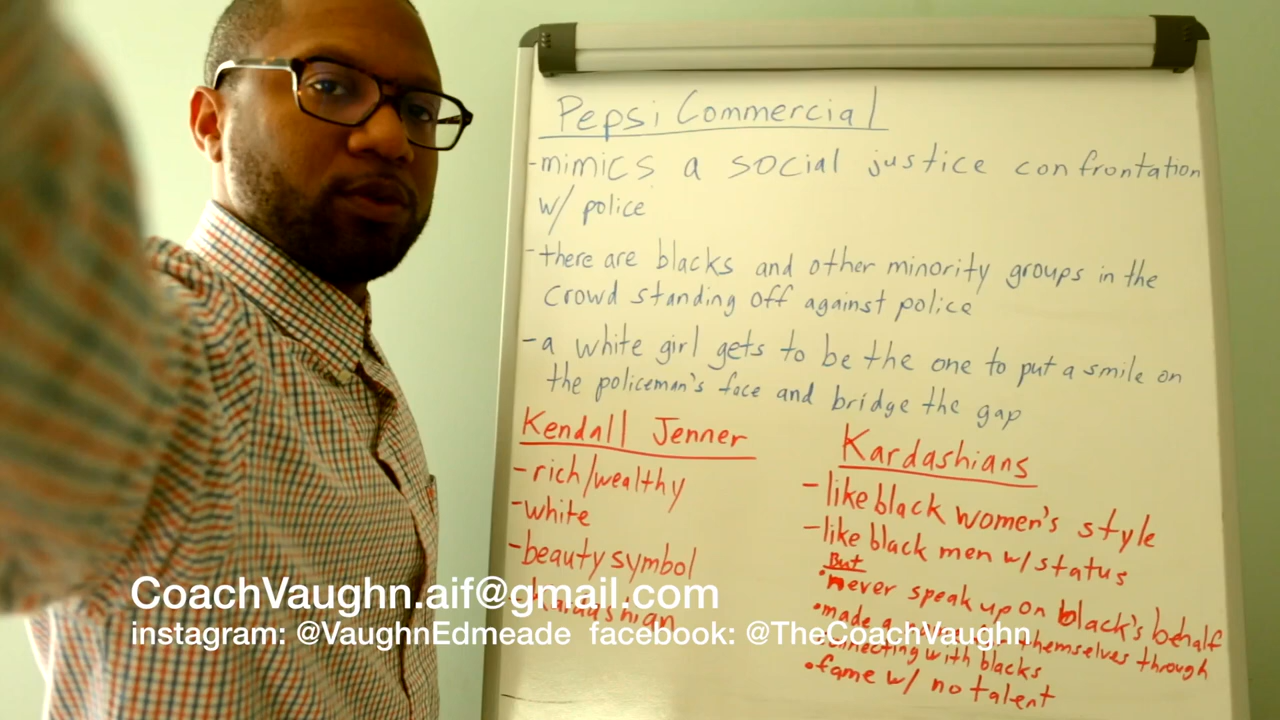 Pepsi Commercial
-mimics a social justice confrontation
w/ police
-there are blacks and other minority groups in the
crowd standing off against police
-a white girl gets to be the one to put a smile on
the policeman's face and bridge the gap
Kendall Jenner
-rich/wealthy
-white
-beauty symbol
-Kardashian
Kardashians
-like black women's style
-like black men w/ status
But
•never speak up on black's behalf
•made a themselves through
connecting with blacks
•fame w/ no talent
CoachVaughn.aif@gmail.com
instagram: @VaughnEdmeade facebook: @TheCoachVaughn